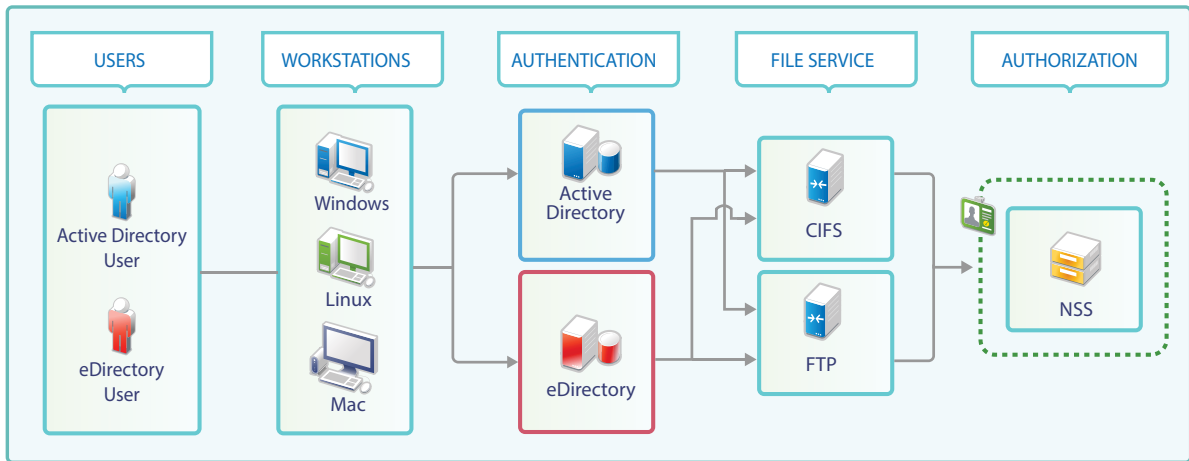 USERS
WORKSTATIONS
AUTHENTICATION
FILE SERVICE
AUTHORIZATION
Active Directory
User
eDirectory
User
Windows
Linux
Mac
Active
Directory
eDirectory
CIFS
FTP
NSS